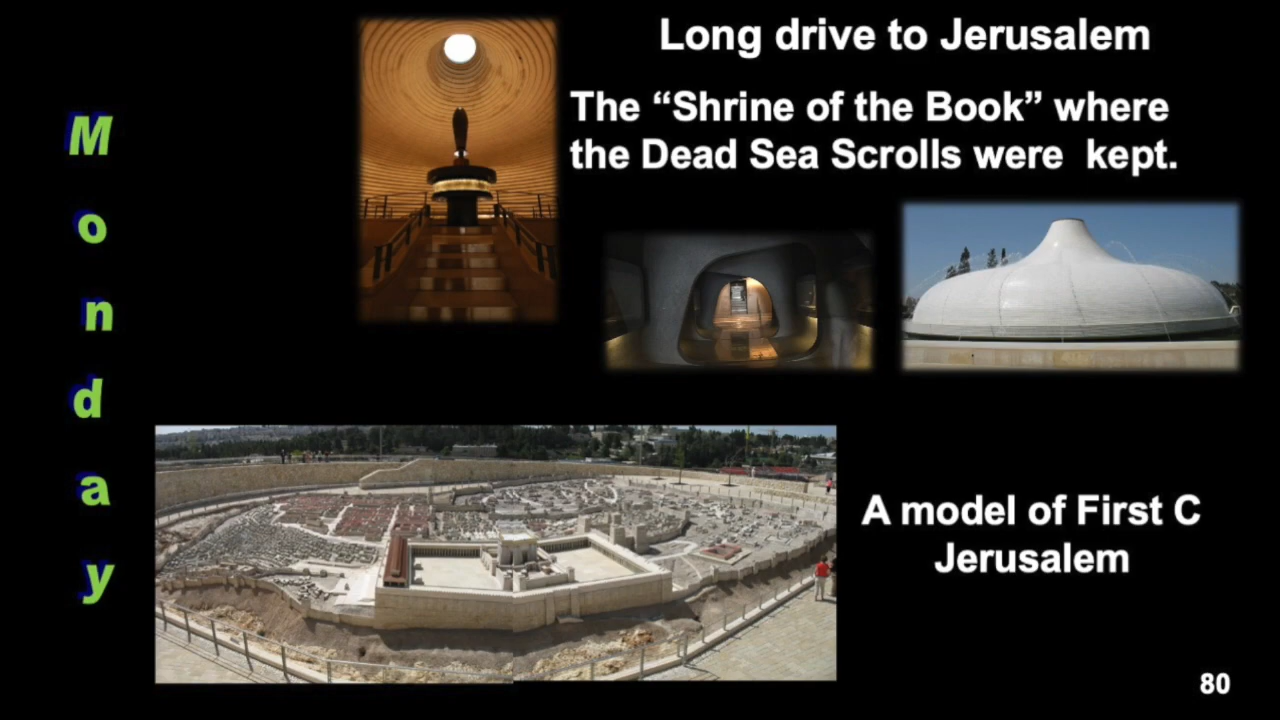 Long drive to Jerusalem
The “Shrine of the Book” where
the Dead Sea Scrolls were  kept.
Monday
A model of First C
Jerusalem
80